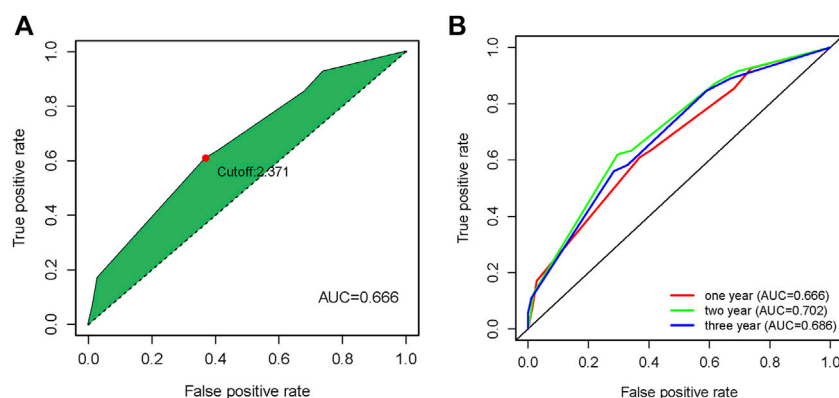 A
True positive rate
1.0
0.8
0.6
0.4
0.2
0.0
Cutoff:2.371
AUC=0.666
0.0 0.2 0.4 0.6 0.8 1.0
False positive rate
B
True positive rate
1.0
0.8
0.6
0.4
0.2
0.0
one year (AUC=0.666)
two year (AUC=0.702)
three year (AUC=0.686)
0.0 0.2 0.4 0.6 0.8 1.0
False positive rate